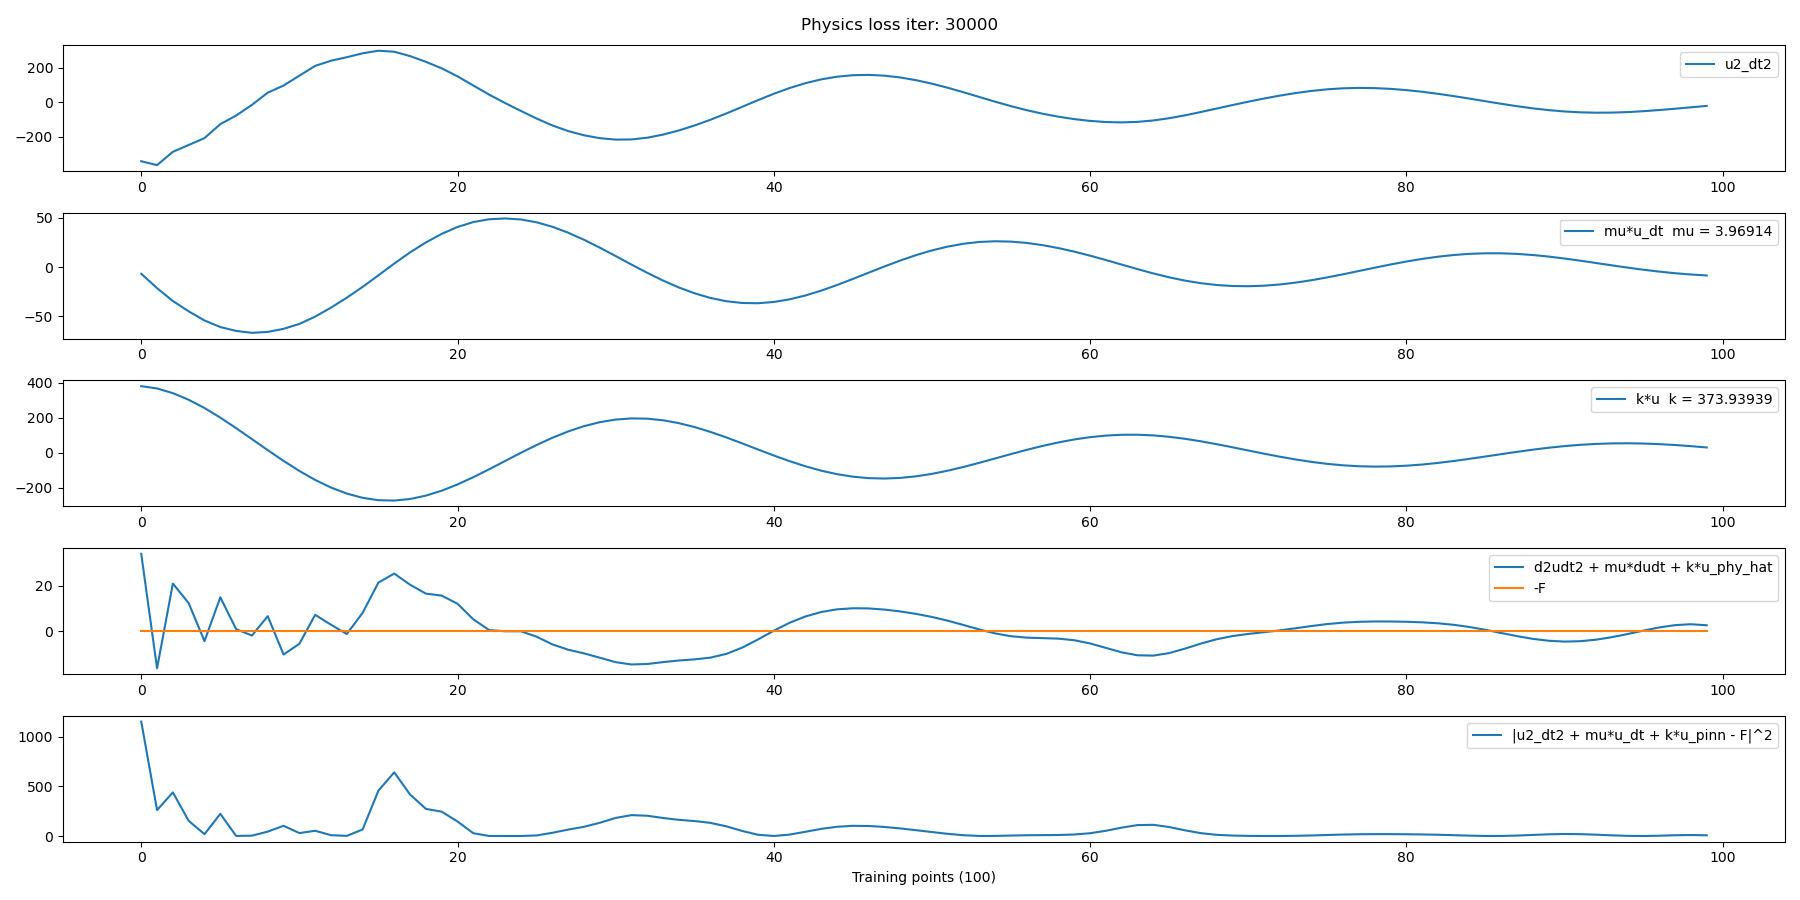 Physics loss iter: 30000
200
0
−200
u2_dt2
0 20 40 60 80 100
50
0
−50
mu*u_dt  mu = 3.96914
0 20 40 60 80 100
400
200
0
−200
k*u  k = 373.93939
0 20 40 60 80 100
20
0
d2udt2 + mu*dudt + k*u_phy_hat
-F
0 20 40 60 80 100
1000
500
0
|u2_dt2 + mu*u_dt + k*u_pinn - F|^2
0 20 40 60 80 100
Training points (100)